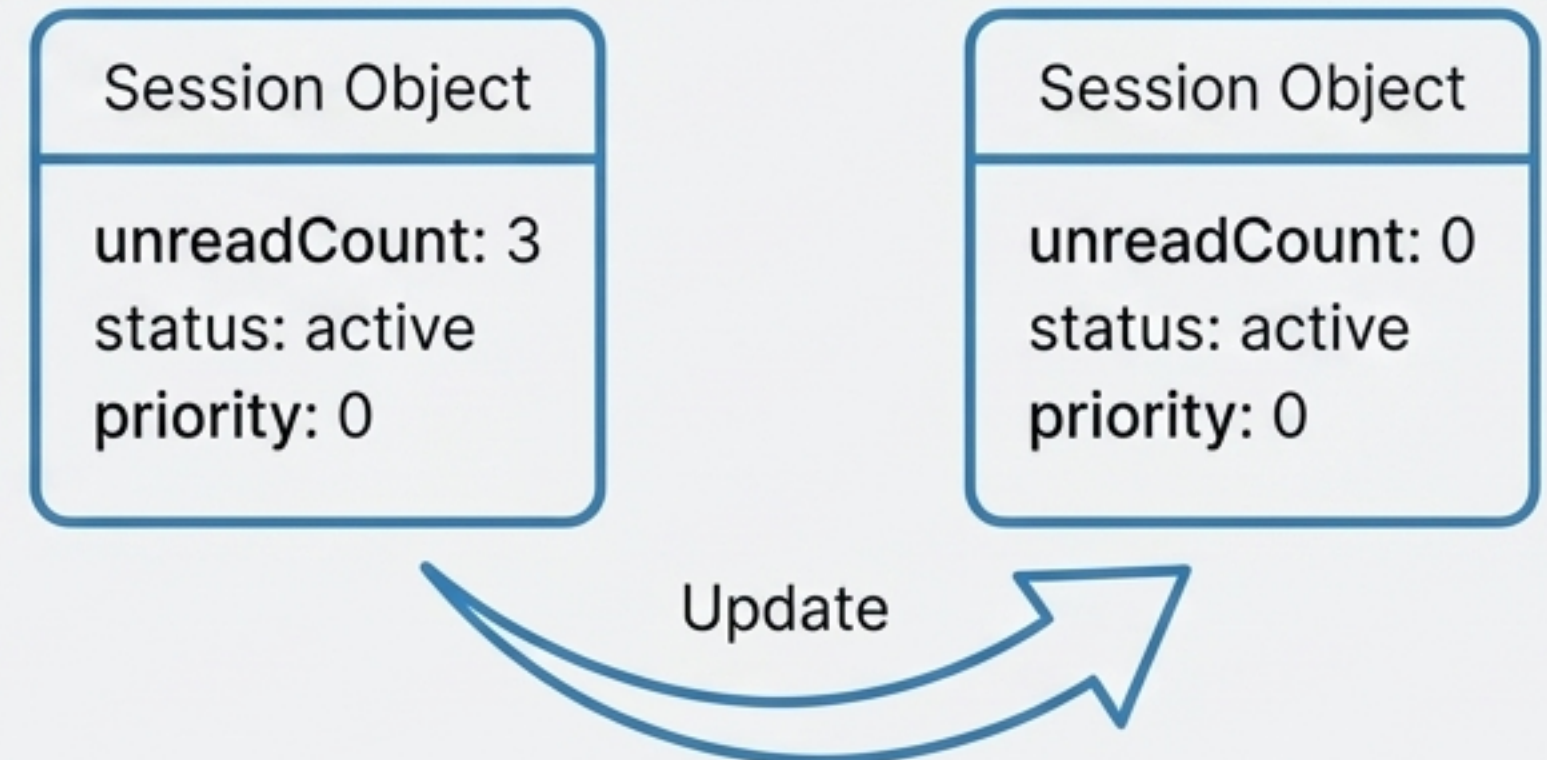 Session Object
unreadCount: 3
status: active
priority: 0
Session Object
unreadCount: 0
status: active
priority: 0
Update